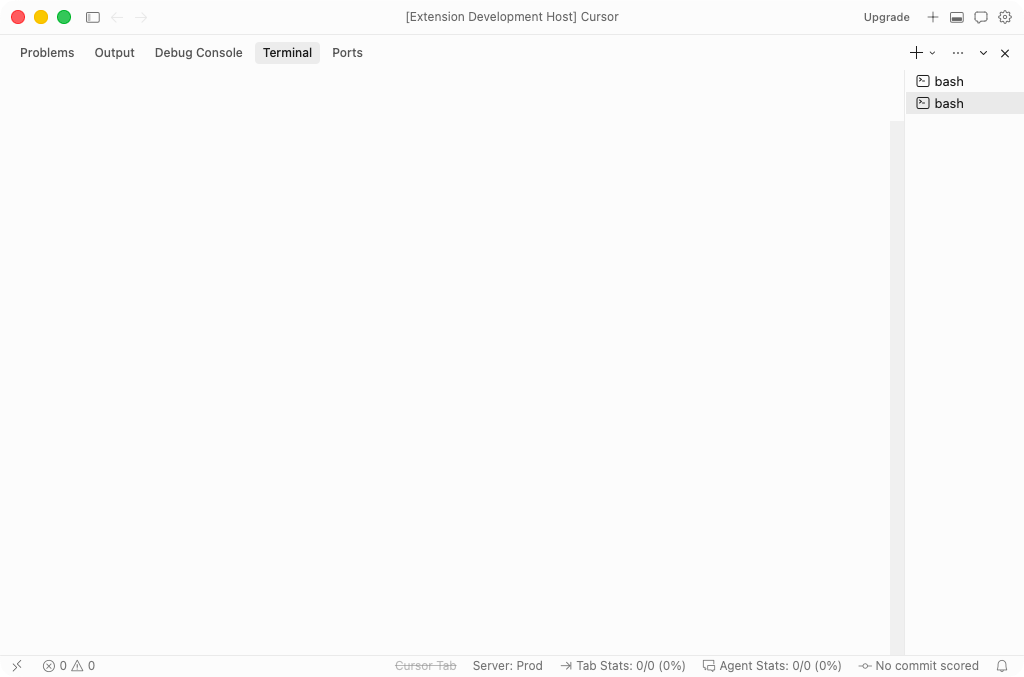 [Extension Development Host] Cursor
Upgrade
Problems Output Debug Console Terminal Ports
bash
bash
0 0 Cursor Tab Server: Prod Tab Stats: 0/0 (0%) Agent Stats: 0/0 (0%) No commit scored